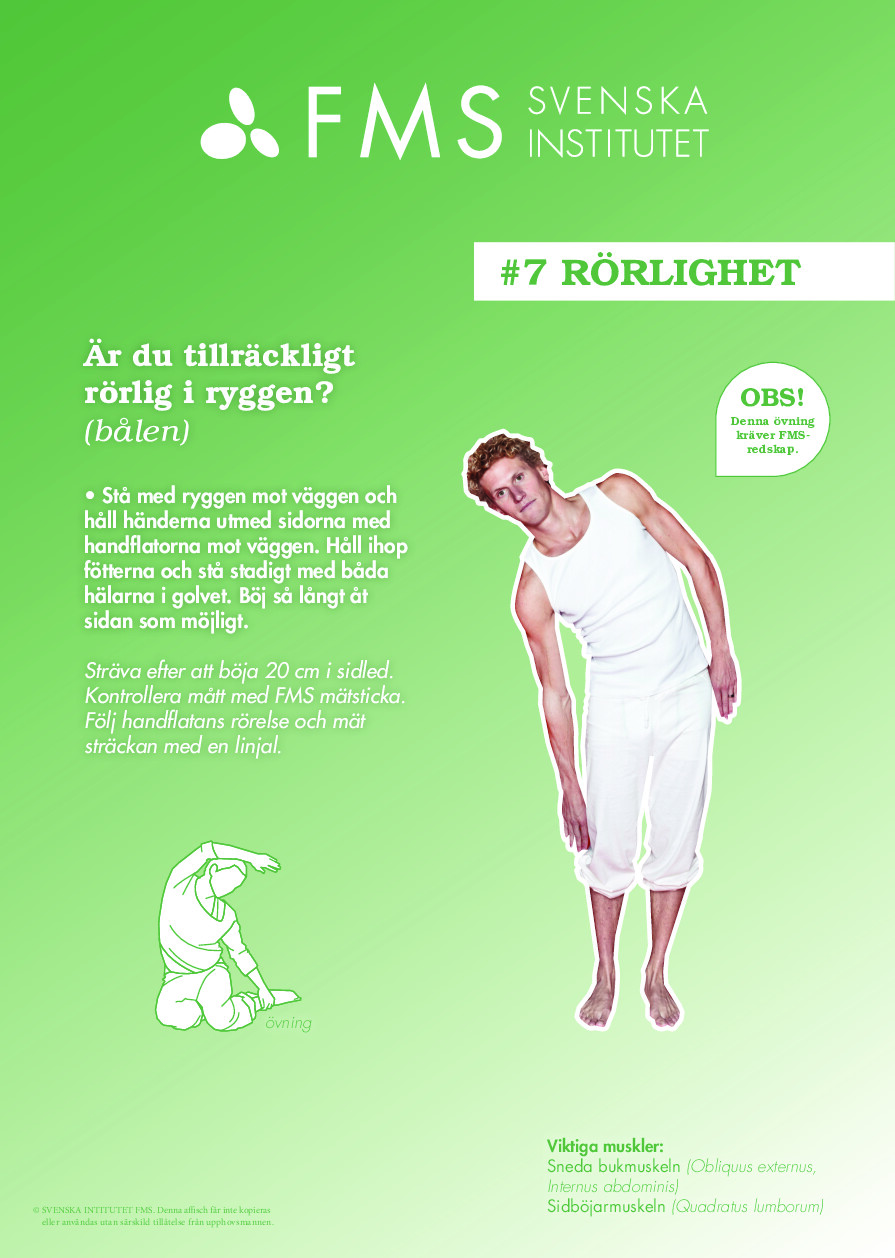 FMS SVENSKA
INSTITUTET
#7 RÖRLIGHET
Är du tillräckligt
rörlig i ryggen?
(bålen)
OBS!
Denna övning
kräver FMS-
redskap.
• Stå med ryggen mot väggen och
håll händerna utmed sidorna med
handflatorna mot väggen. Håll ihop
fötterna och stå stadigt med båda
hälarna i golvet. Böj så långt åt
sidan som möjligt.
Sträva efter att böja 20 cm i sidled.
Kontrollera mått med FMS mätsticka.
Följ handflatans rörelse och mät
sträckan med en linjal.
övning
Viktiga muskler:
Sneda bukmuskeln (Obliquus externus,
Internus abdominis)
Sidböjarmuskeln (Quadratus lumborum)
© SVENSKA INTITUTET FMS. Denna affisch får inte kopieras
eller användas utan särskild tillåtelse från upphovsmannen.